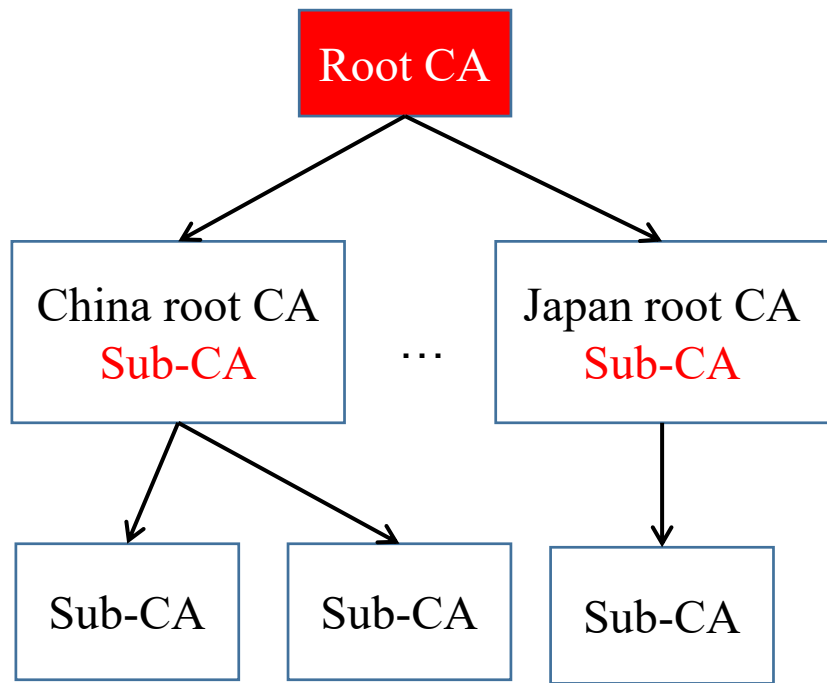 Root CA
China root CA
Sub-CA
...
Japan root CA
Sub-CA
Sub-CA
Sub-CA
Sub-CA